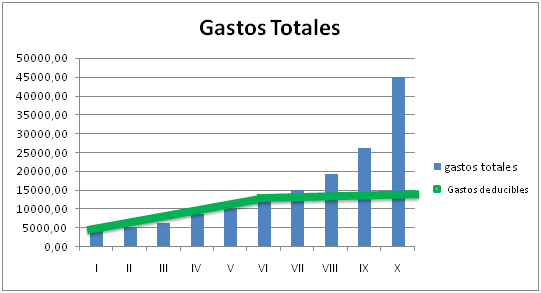 Gastos Totales
50000,00
45000,00
40000,00
35000,00
30000,00
25000,00
20000,00
15000,00
10000,00
5000,00
0,00
I II III IV V VI VII VIII IX X
gastos totales
Gastos deducibles